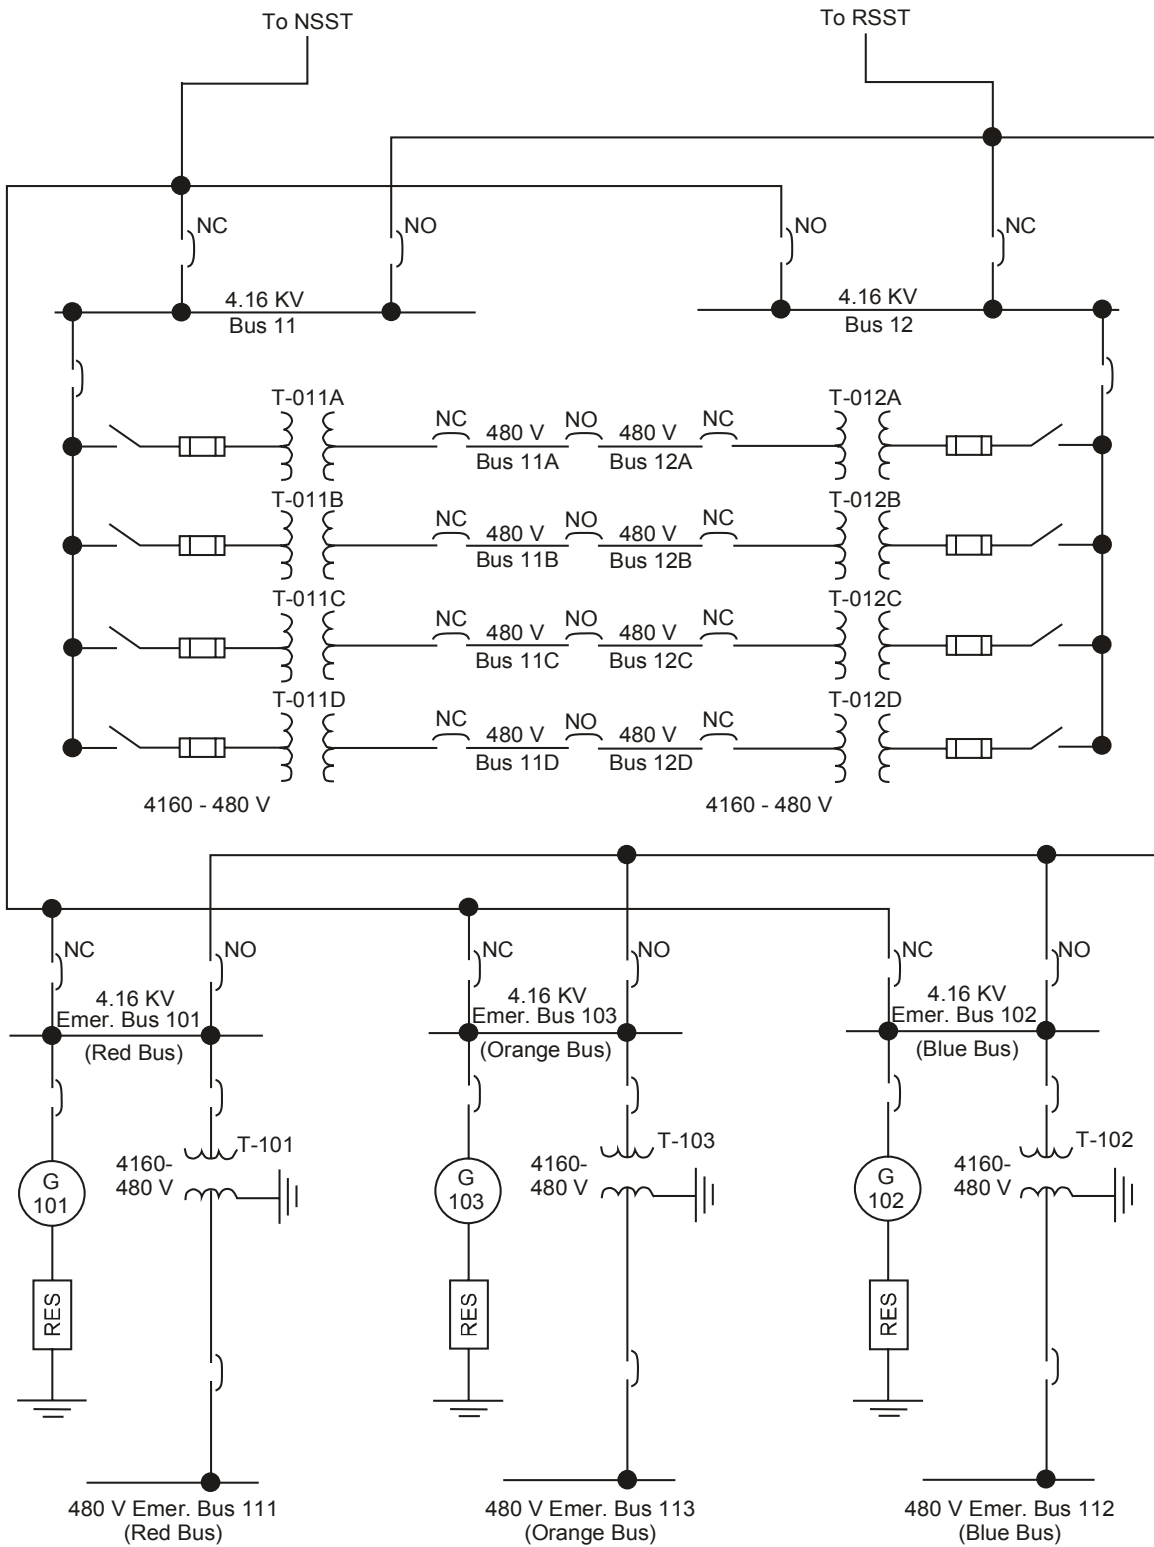 To NSST
To RSST
NC
NO
NO
NC
4.16 KV
Bus 11
4.16 KV
Bus 12
T-011A
T-012A
NC
480 V
NO
480 V
NC
Bus 11A
Bus 12A
T-011B
T-012B
NC
480 V
NO
480 V
NC
Bus 11B
Bus 12B
T-011C
T-012C
NC
480 V
NO
480 V
NC
Bus 11C
Bus 12C
T-011D
T-012D
NC
480 V
NO
480 V
NC
Bus 11D
Bus 12D
4160 - 480 V
4160 - 480 V
NC
NO
NC
NO
NC
NO
4.16 KV
Emer. Bus 101
(Red Bus)
4.16 KV
Emer. Bus 103
(Orange Bus)
4.16 KV
Emer. Bus 102
(Blue Bus)
T-101
4160-
480 V
T-103
4160-
480 V
T-102
4160-
480 V
G
101
G
103
G
102
RES
RES
RES
480 V Emer. Bus 111
(Red Bus)
480 V Emer. Bus 113
(Orange Bus)
480 V Emer. Bus 112
(Blue Bus)